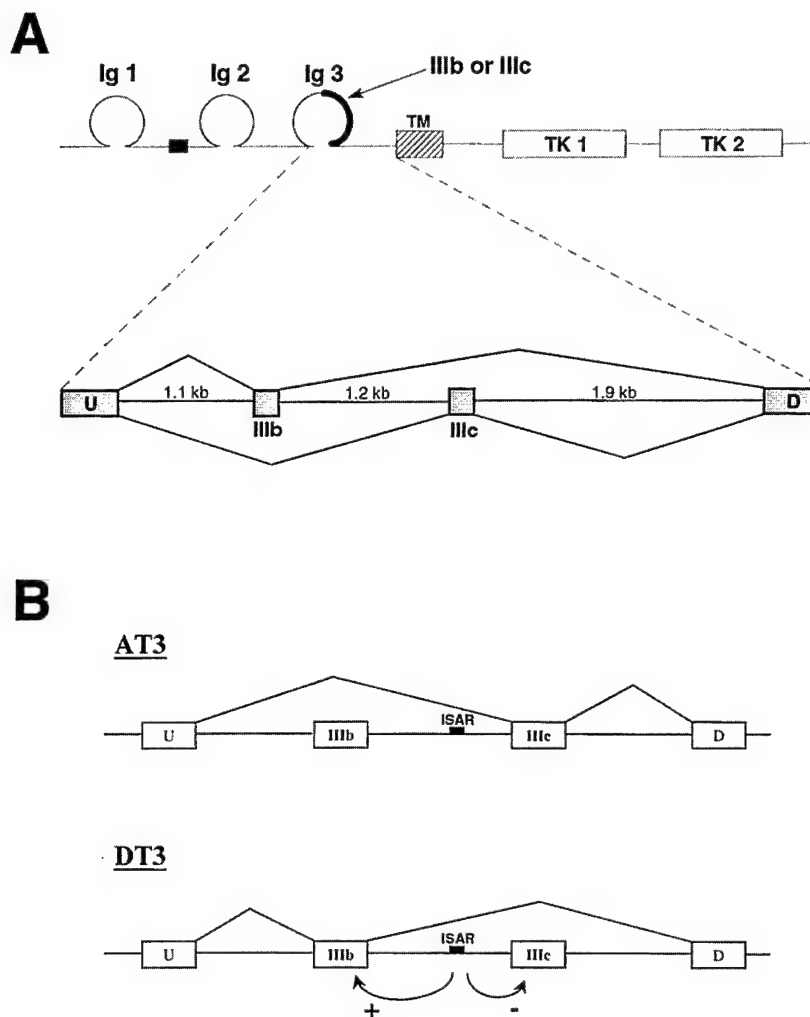 A
Ig 1 Ig 2 Ig 3 IIIb or IIIc
TM
TK 1 TK 2
1.1 kb 1.2 kb 1.9 kb
U D
IIIb IIIc
B
AT3
ISAR
U IIIb IIIc D
DT3
ISAR
U IIIb IIIc D
+ -